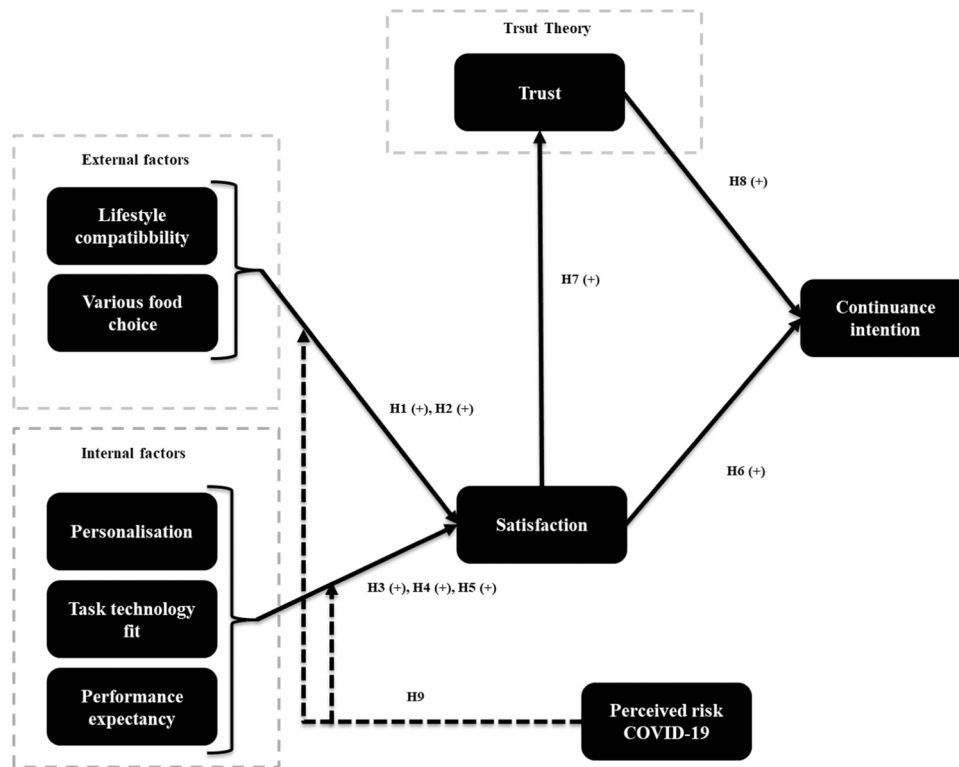 Trsut Theory
Trust
External factors
Lifestyle
compatibbility
Various food
choice
H8 (+)
H7 (+)
Continuance
intention
H1 (+), H2 (+)
Internal factors
Personalisation
Task technology
fit
Performance
expectancy
H6 (+)
Satisfaction
H3 (+), H4 (+), H5 (+)
H9
Perceived risk
COVID-19